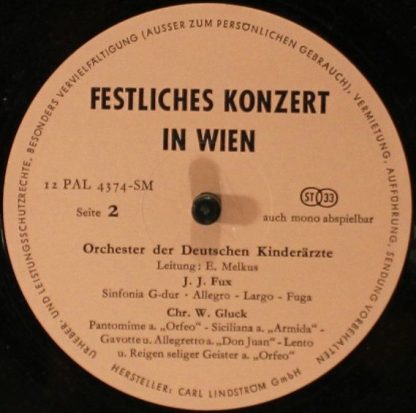 URHEBER- UND LEISTUNGSSCHUTZRECHTE, BESONDERS VERVIELFÄLTIGUNG (AUSSER ZUM PERSÖNLICHEN GEBRAUCH), VERMIETUNG, AUFFÜHRUNG, SENDUNG VORBEHALTEN
FESTLICHES KONZERT
IN WIEN
12 PAL 4374-SM
ST 33
Seite 2
auch mono abspielbar
Orchester der Deutschen Kinderärzte
Leitung: E. Melkus
J. J. Fux
Sinfonia G-dur - Allegro - Largo - Fuga
Chr. W. Gluck
Pantomime a. „Orfeo" - Siciliana a. „Armida" -
Gavotte u. Allegretto a. „Don Juan" - Lento
u. Reigen seliger Geister a. „Orfeo"
HERSTELLER: CARL LINDSTRÖM GmbH